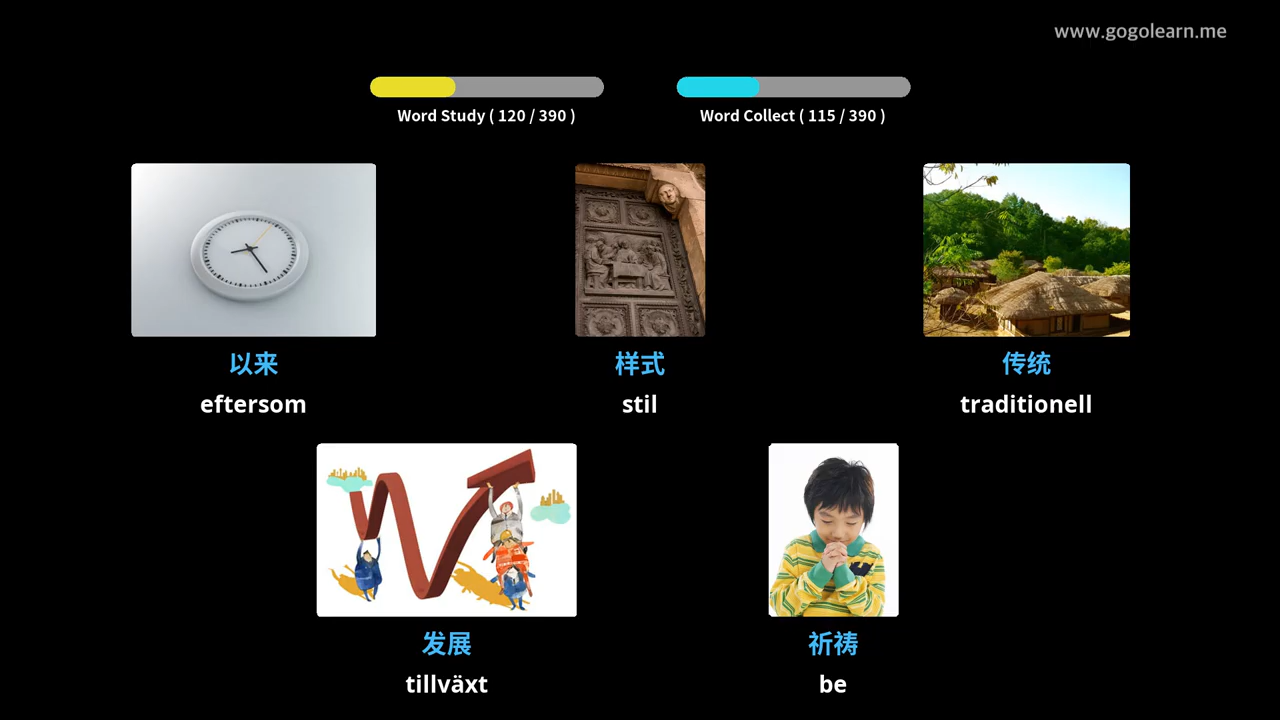 www.gogolearn.me
Word Study ( 120 / 390 )
Word Collect ( 115 / 390 )
以来
eftersom
样式
stil
传统
traditionell
发展
tillväxt
祈祷
be